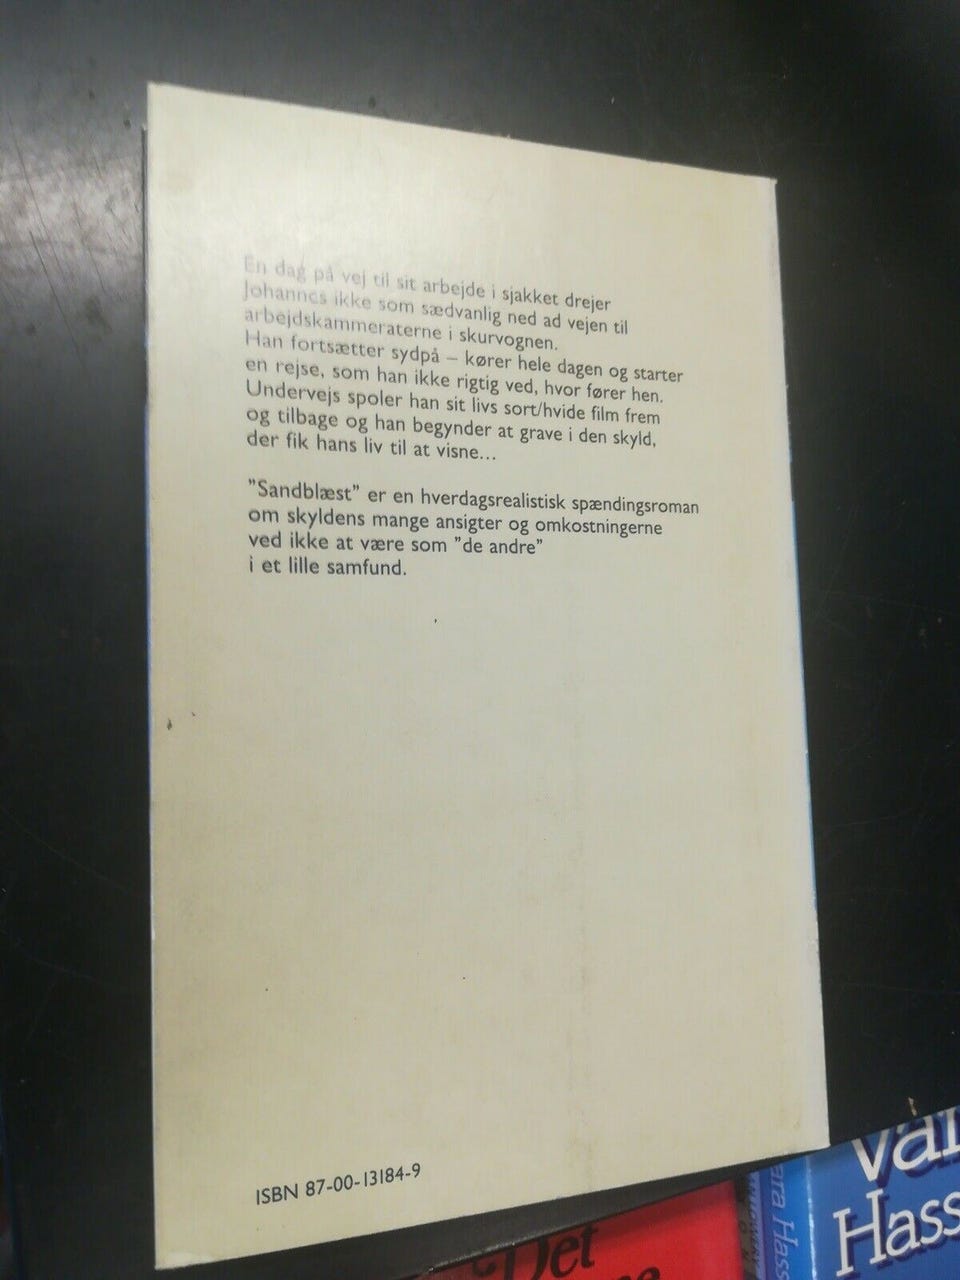 En dag på vej til sit arbejde i sjakket drejer
Johannes ikke som sædvanlig ned ad vejen til
arbejdskammeraterne i skurvognen.
Han fortsætter sydpå – kører hele dagen og starter
en rejse, som han ikke rigtig ved, hvor fører hen.
Undervejs spoler han sit livs sort/hvide film frem
og tilbage og han begynder at grave i den skyld,
der fik hans liv til at visne...
"Sandblæst" er en hverdagsrealistisk spændingsroman
om skyldens mange ansigter og omkostningerne
ved ikke at være som "de andre"
i et lille samfund.
ISBN 87-00-13184-9
Det